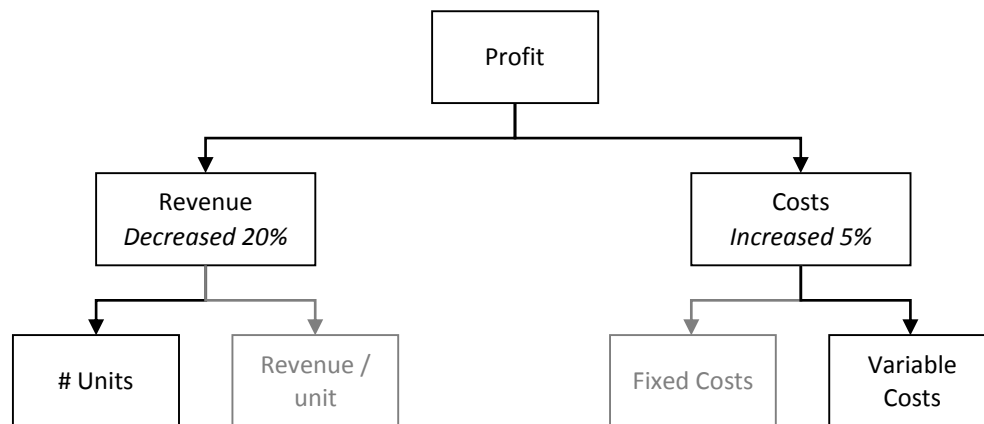 Profit
Revenue
Decreased 20%
Costs
Increased 5%
# Units
Revenue /
unit
Fixed Costs
Variable
Costs